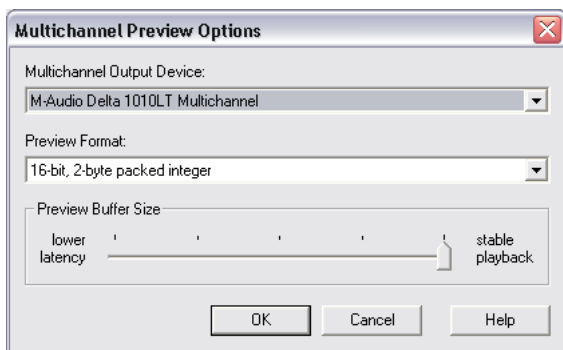 Multichannel Preview Options
Multichannel Output Device:
M-Audio Delta 1010LT Multichannel
Preview Format:
16-bit, 2-byte packed integer
Preview Buffer Size
lower
latency
stable
playback
OK
Cancel
Help